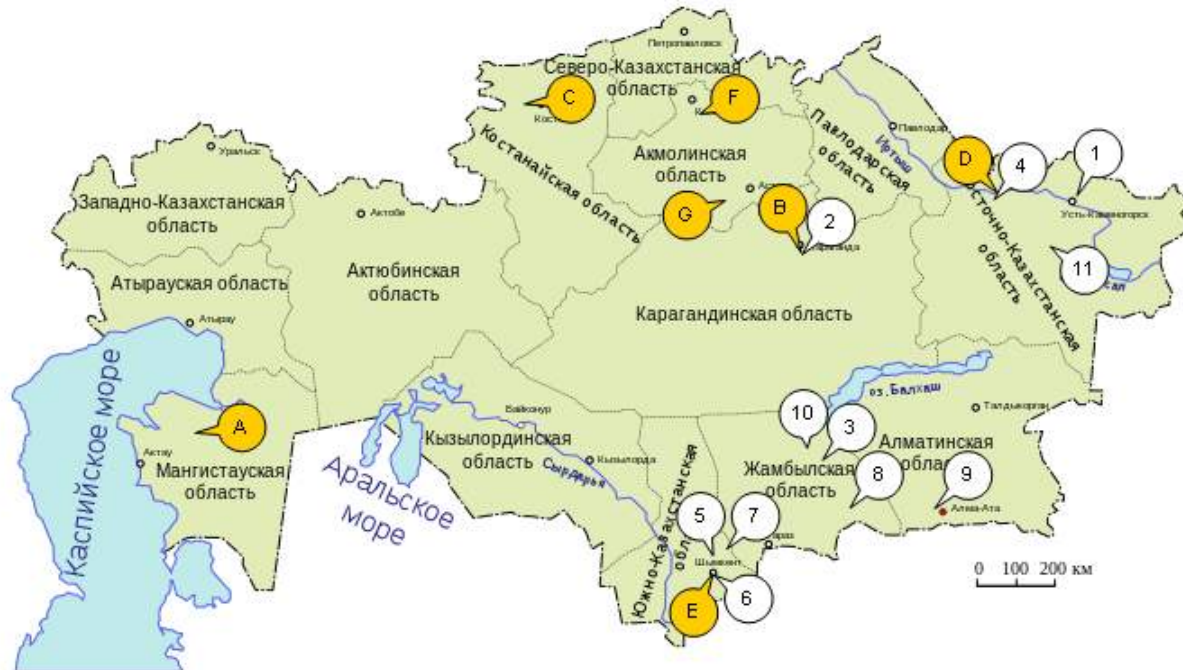 Петропавловск
Северо-Казахстанская
область
C
F
Кост
Костанайская область
Акмолинская
область
Павлодарская
область
Павлодар
Иртыш
D
4
1
Уральск
Западно-Казахстанская
область
Актобе
G
B
2
Усть-Каменогорск
Восточно-Казахстанская
область
11
Атырауская область
Актюбинская
область
Атырау
Карагандинская область
Каспийское море
оз. Балхаш
Талдыкорган
A
10
3
Байконур
Кызылординская
область
Кызылорда
Сырдарья
Алматинская
Актау
Мангистауская
область
Аральское
море
Южно-Казахстанская
Жамбылская
область
8
9
Алма-Ата
5
7
Шымкент
E
6
0 100 200 км